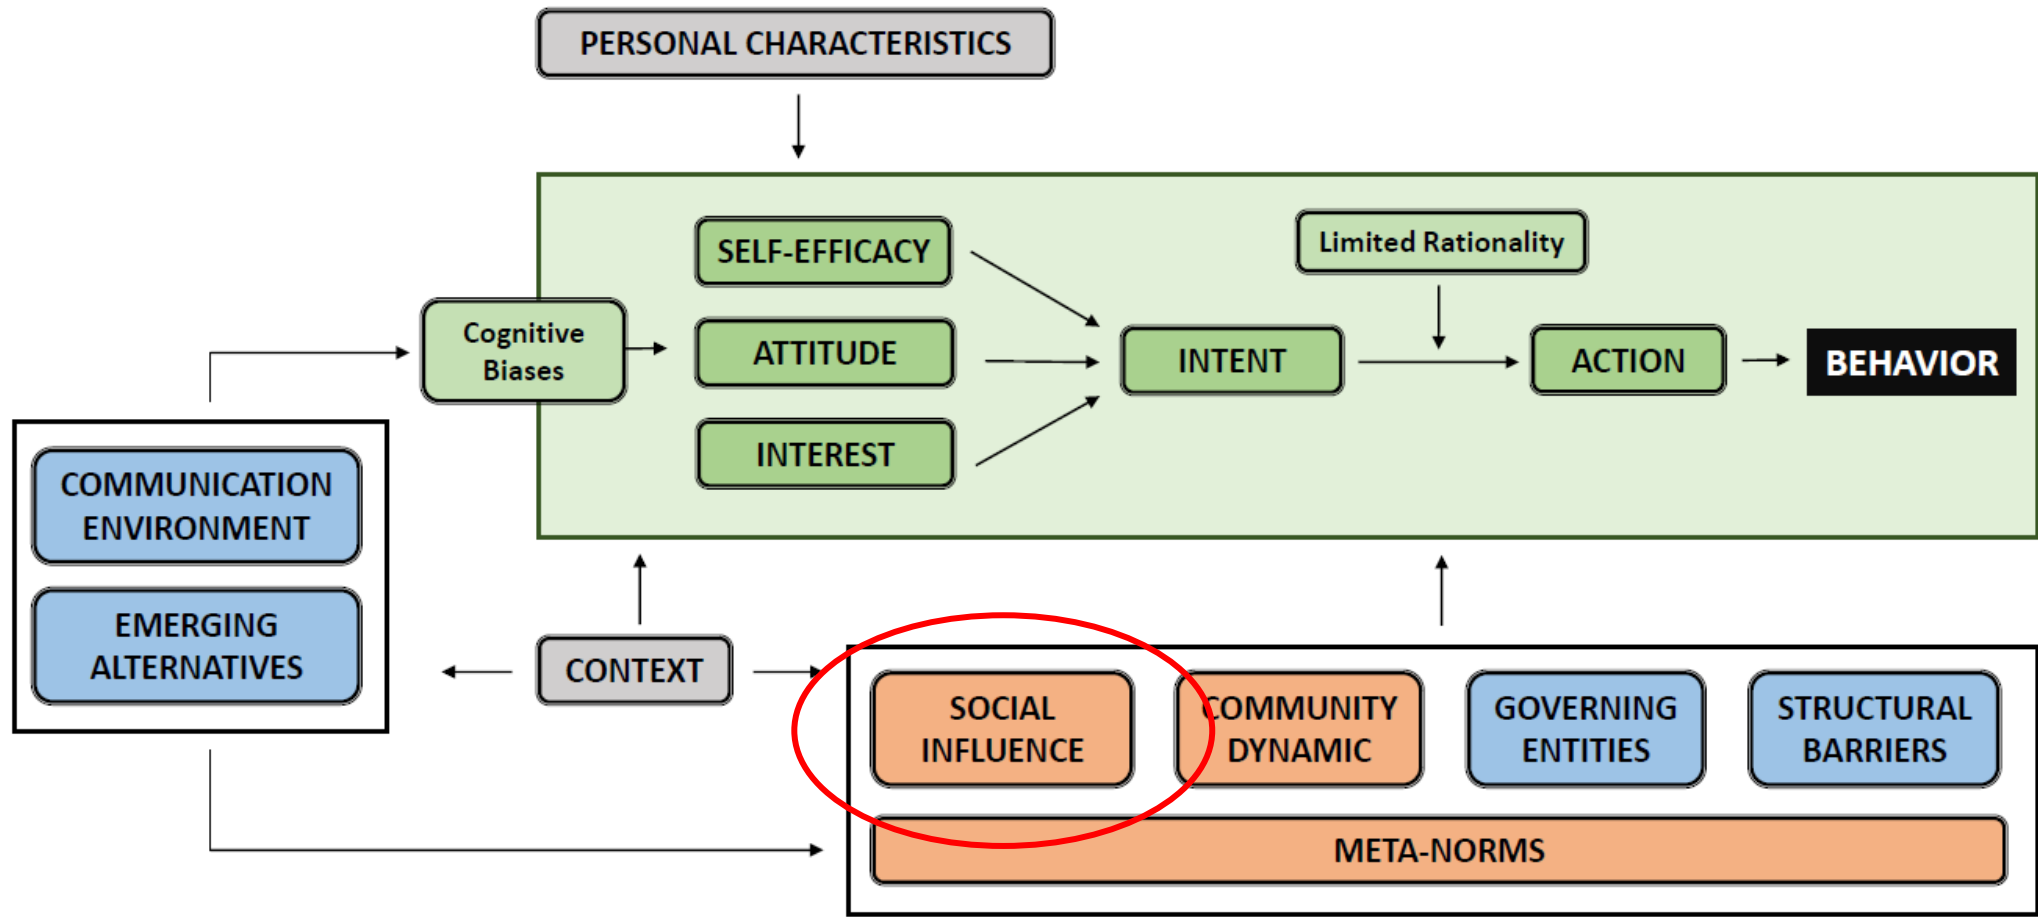 PERSONAL CHARACTERISTICS
SELF-EFFICACY
Limited Rationality
Cognitive
Biases
ATTITUDE
INTENT
ACTION
BEHAVIOR
INTEREST
COMMUNICATION
ENVIRONMENT
EMERGING
ALTERNATIVES
CONTEXT
SOCIAL
INFLUENCE
COMMUNITY
DYNAMIC
GOVERNING
ENTITIES
STRUCTURAL
BARRIERS
META-NORMS